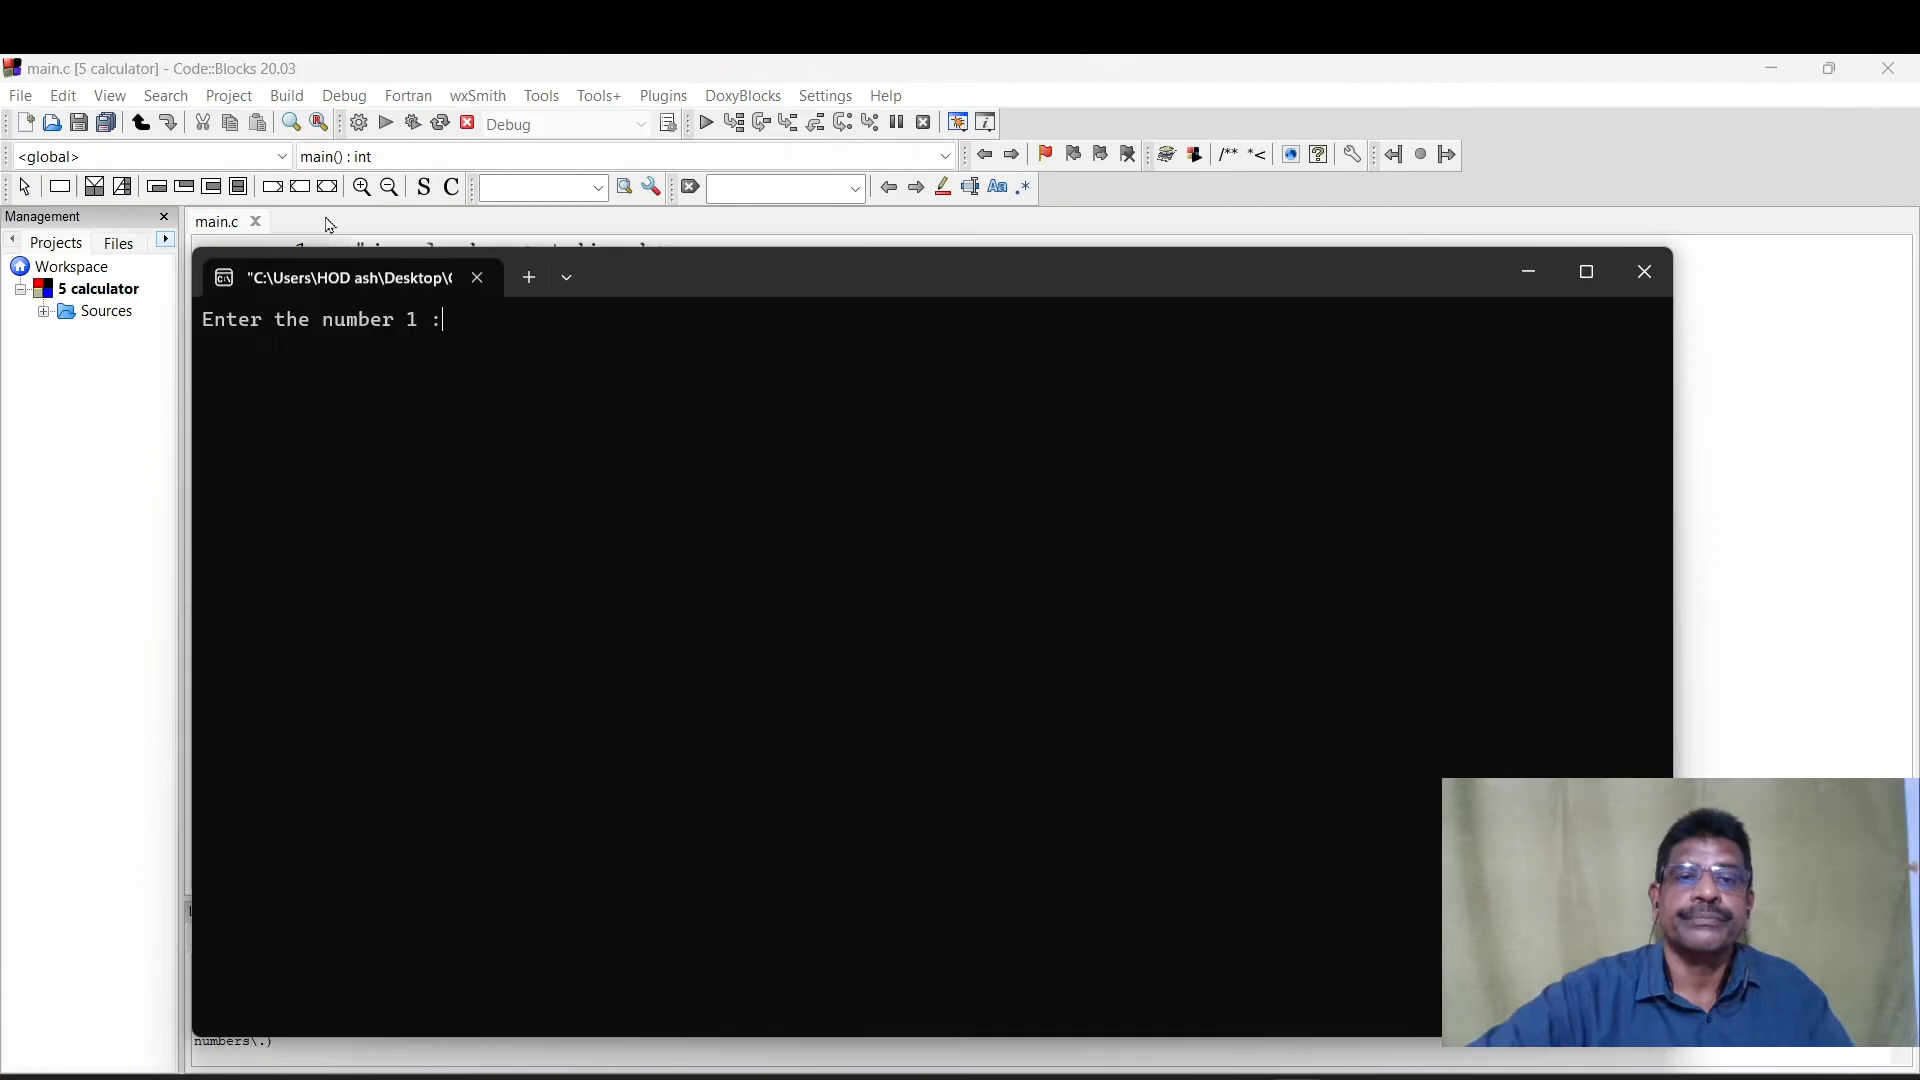 main.c [5 calculator] - Code::Blocks 20.03
File Edit View Search Project Build Debug Fortran wxSmith Tools Tools+ Plugins DoxyBlocks Settings Help
Debug
<global> main() : int /** *<
S C Aa .*
Management
main.c
Projects Files
Workspace
5 calculator
Sources
"C:\Users\HOD ash\Desktop\
Enter the number 1 :
numbers\.)